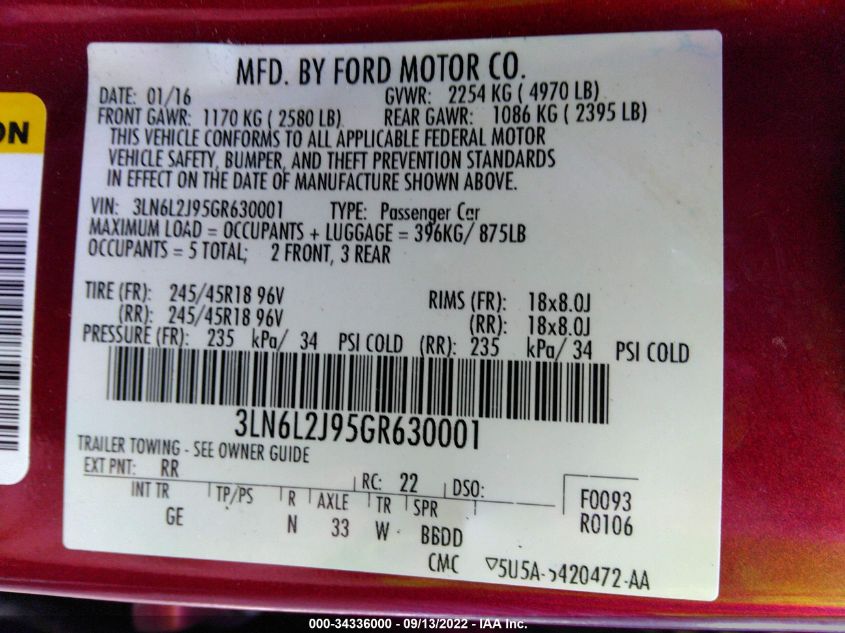 ON
MFD. BY FORD MOTOR CO.
DATE: 01/16 GVWR: 2254 KG ( 4970 LB)
FRONT GAWR: 1170 KG ( 2580 LB) REAR GAWR: 1086 KG ( 2395 LB)
THIS VEHICLE CONFORMS TO ALL APPLICABLE FEDERAL MOTOR
VEHICLE SAFETY, BUMPER, AND THEFT PREVENTION STANDARDS
IN EFFECT ON THE DATE OF MANUFACTURE SHOWN ABOVE.
VIN: 3LN6L2J95GR630001 TYPE: Passenger Car
MAXIMUM LOAD = OCCUPANTS + LUGGAGE = 396KG/ 875LB
OCCUPANTS = 5 TOTAL; 2 FRONT, 3 REAR
TIRE (FR): 245/45R18 96V RIMS (FR): 18x8.0J
(RR): 245/45R18 96V (RR): 18x8.0J
PRESSURE (FR): 235 kPa/ 34 PSI COLD (RR): 235 kPa/ 34 PSI COLD
3LN6L2J95GR630001
TRAILER TOWING - SEE OWNER GUIDE
EXT PNT: RR RC: 22 DSO: F0093
INT TR TP/PS R AXLE TR SPR R0106
GE N 33 W BBDD
CMC 5U5A-5420472-AA
000-34336000 - 09/13/2022 - IAA Inc.